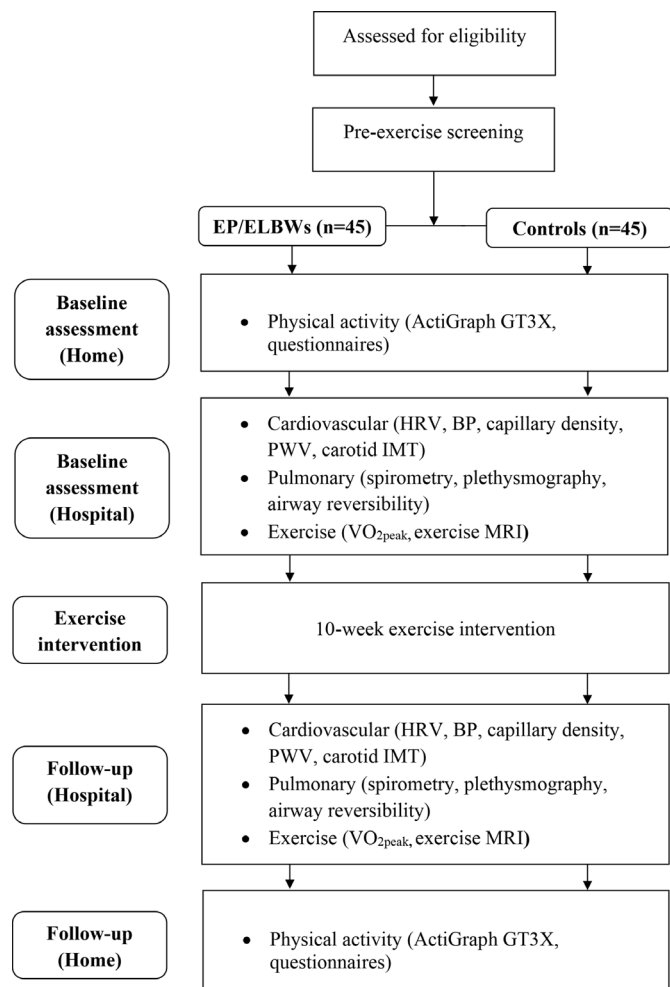 Assessed for eligibility
Pre-exercise screening
EP/ELBWs (n=45)
Controls (n=45)
Baseline
assessment
(Home)
• Physical activity (ActiGraph GT3X,
questionnaires)
Baseline
assessment
(Hospital)
• Cardiovascular (HRV, BP, capillary density,
PWV, carotid IMT)
• Pulmonary (spirometry, plethysmography,
airway reversibility)
• Exercise (VO2peak, exercise MRI)
Exercise
intervention
10-week exercise intervention
Follow-up
(Hospital)
• Cardiovascular (HRV, BP, capillary density,
PWV, carotid IMT)
• Pulmonary (spirometry, plethysmography,
airway reversibility)
• Exercise (VO2peak, exercise MRI)
Follow-up
(Home)
• Physical activity (ActiGraph GT3X,
questionnaires)